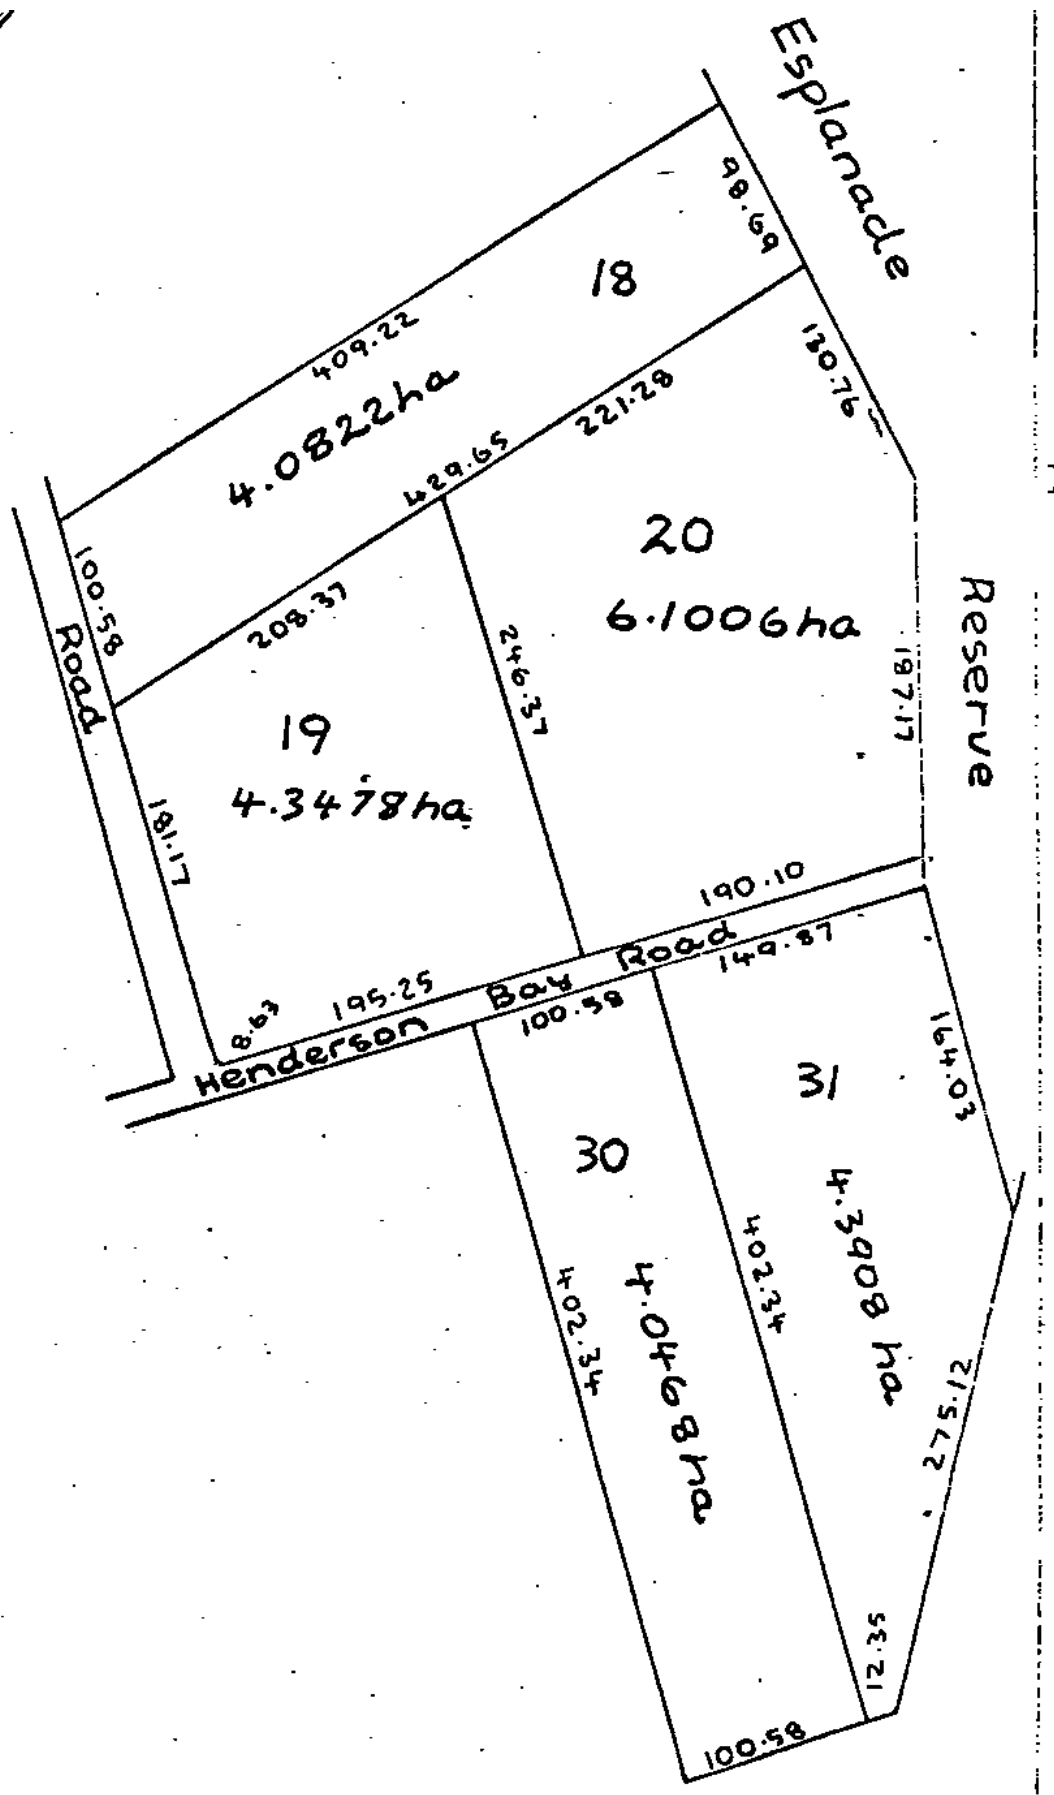 Esplanade
98.69
18
409.22
4.0822ha
130.76
221.28
429.65
100.58
Road
208.37
20
6.1006ha
Reserve
246.37
187.17
19
4.3478ha
181.17
190.10
149.87
195.25
8.63
Henderson Bay Road
100.58
164.03
31
30
4.3908 ha
402.34
402.34
4.0468ha
275.12
12.35
100.58